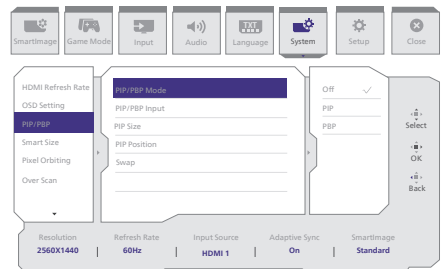 SmartImage Game Mode Input Audio Language System Setup Close
TXT
HDMI Refresh Rate
OSD Setting
PIP/PBP
Smart Size
Pixel Orbiting
Over Scan
PIP/PBP Mode
PIP/PBP Input
PIP Size
PIP Position
Swap
Off
PIP
PBP
Select
OK
Back
Resolution Refresh Rate Input Source Adaptive Sync SmartImage
2560X1440 | 60Hz | HDMI 1 | On | Standard